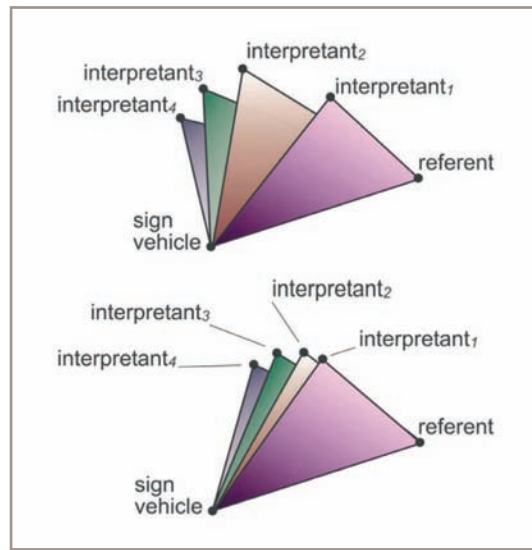 interpretant2
interpretant3
interpretant1
interpretant4
referent
sign
vehicle
interpretant2
interpretant3
interpretant1
interpretant4
referent
sign
vehicle